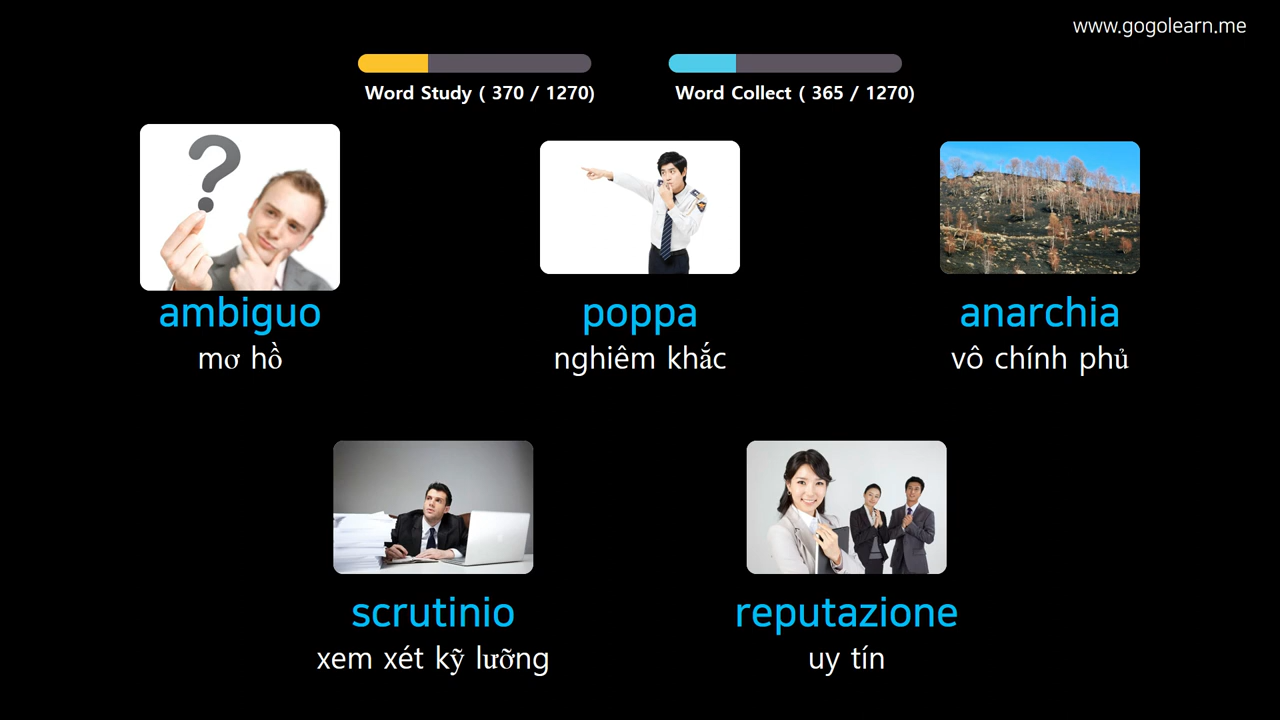 www.gogolearn.me
Word Study ( 370 / 1270)
Word Collect ( 365 / 1270)
ambiguo
mơ hồ
poppa
nghiêm khắc
anarchia
vô chính phủ
scrutinio
xem xét kỹ lưỡng
reputazione
uy tín